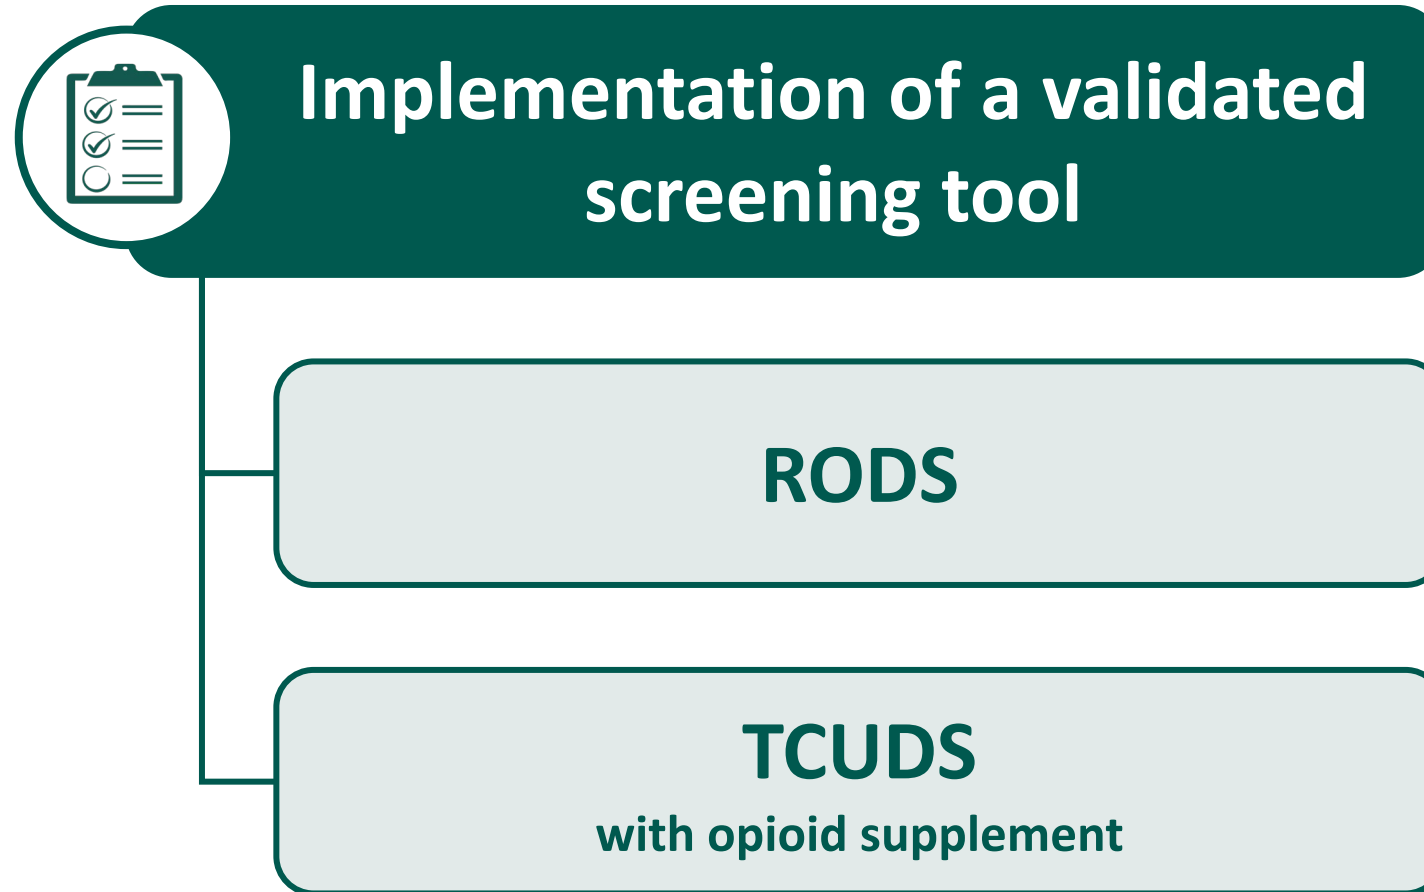 Implementation of a validated
screening tool
RODS
TCUDS
with opioid supplement